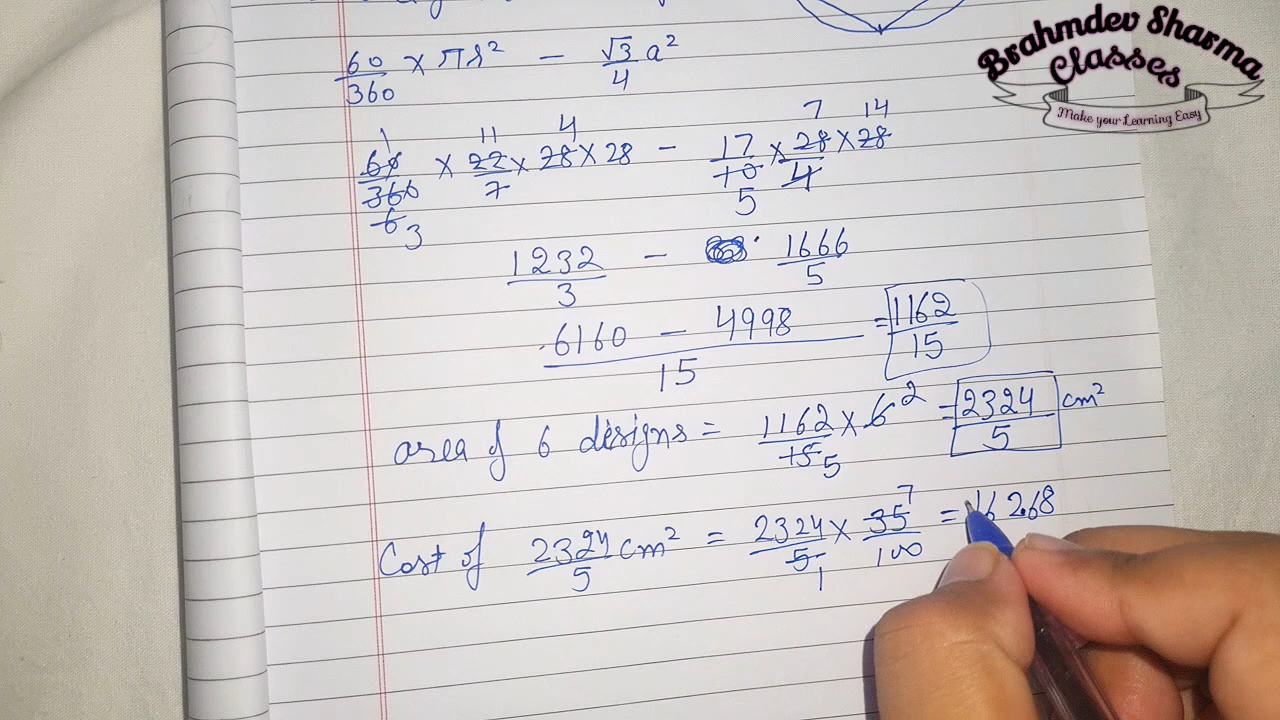 Brahmdev Sharma
Classes
Make your Learning Easy
60/360 × πr² − √3/4 a²
1 11 4 7 14
60/360 × 22/7 × 28 × 28 − 17/10 × 28/4 × 28
6 3 5
1232/3 − 1666/5
6160 − 4998/15 = 1162/15
area of 6 designs = 1162/15 × 6 2 = 2324/5 cm²
5
7
Cost of 2324/5 cm² = 2324/5 × 35/100 = 162.68
1